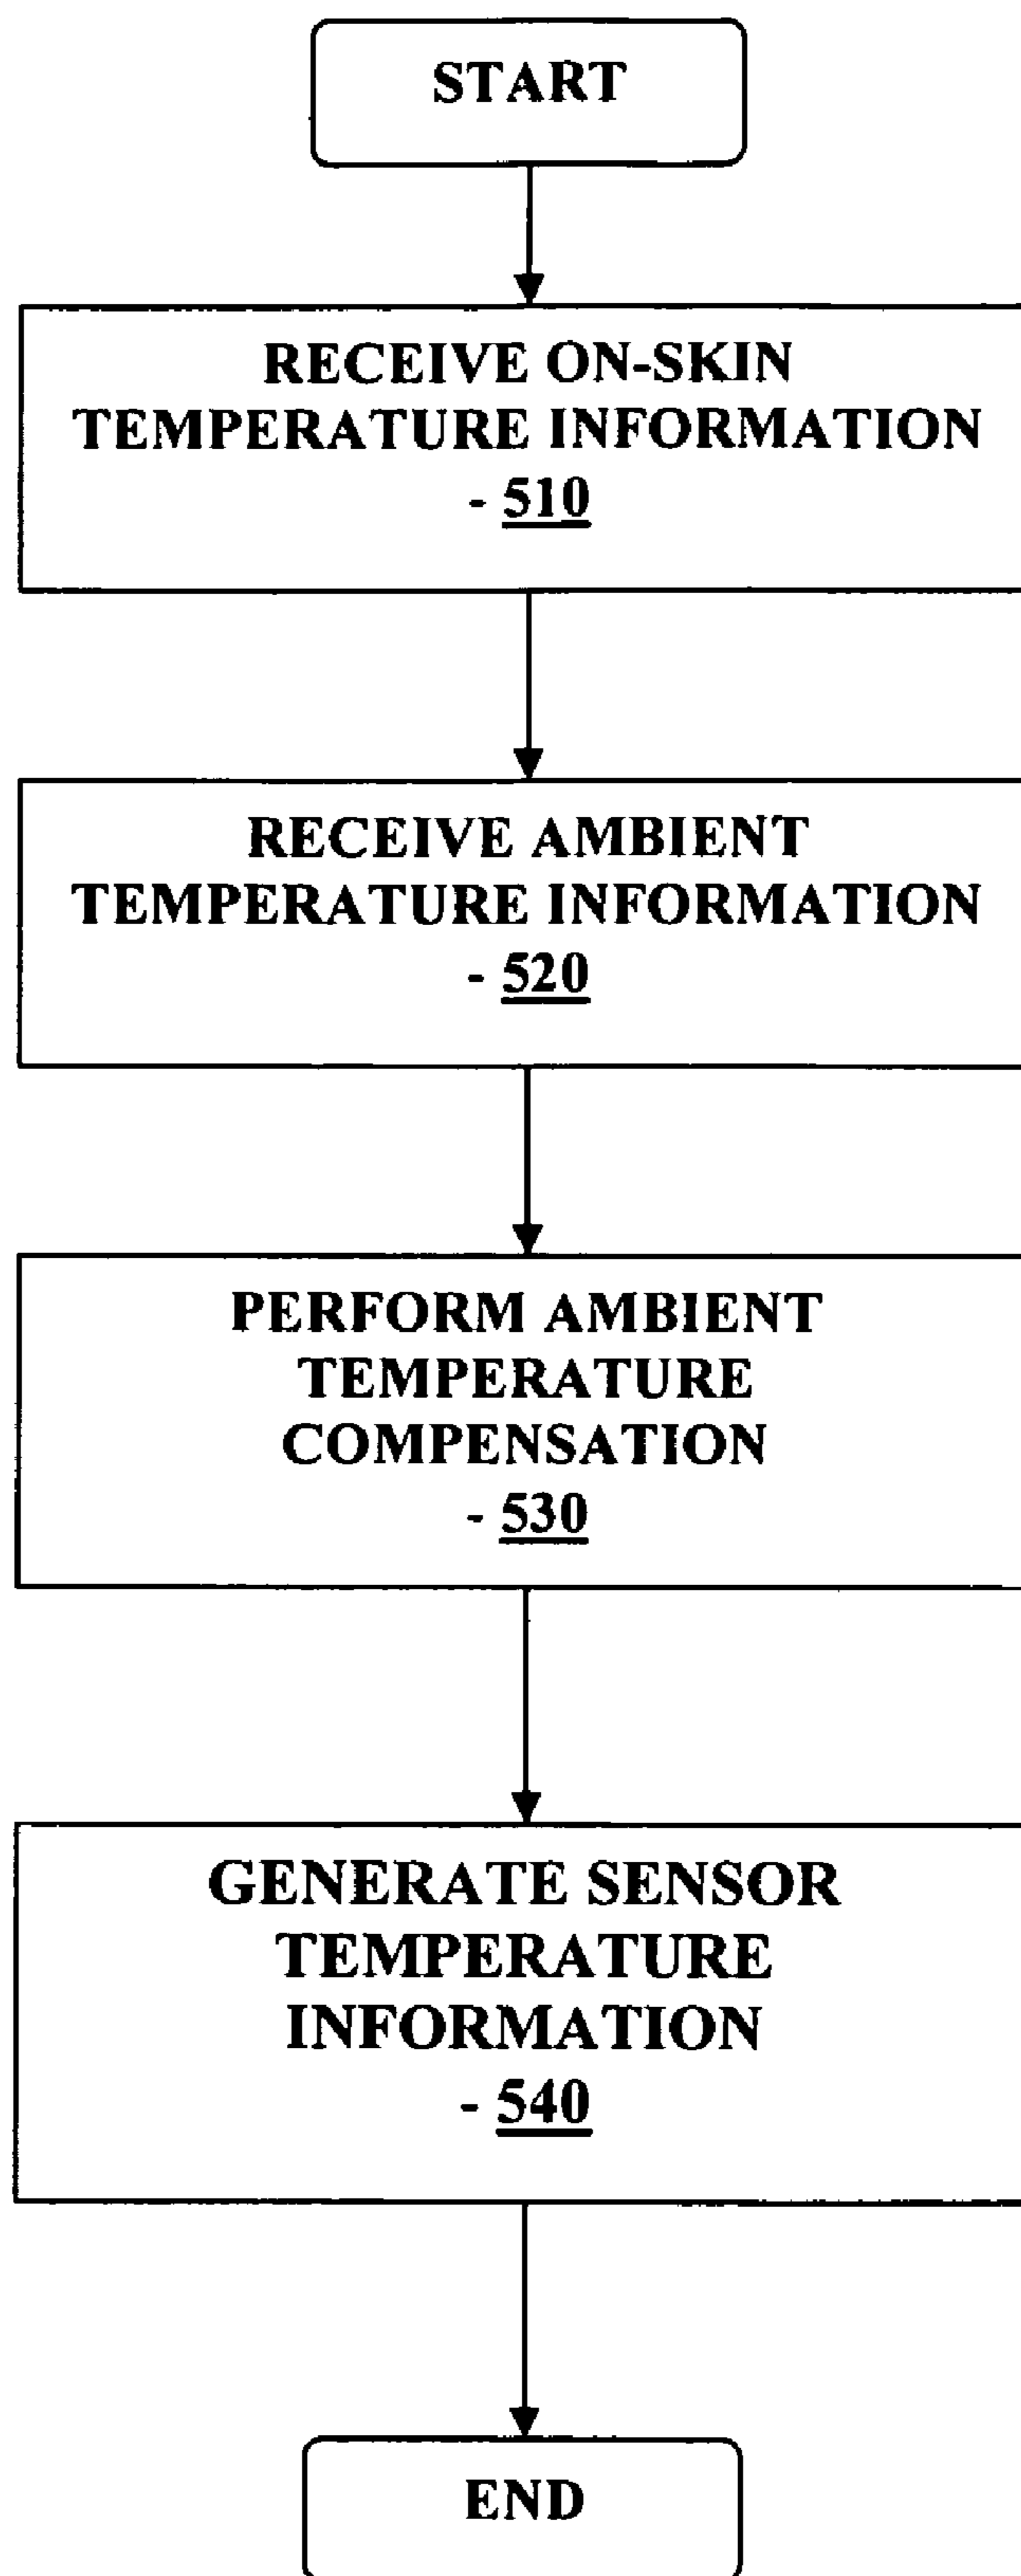 START
RECEIVE ON-SKIN
TEMPERATURE INFORMATION
- 510
RECEIVE AMBIENT
TEMPERATURE INFORMATION
- 520
PERFORM AMBIENT
TEMPERATURE
COMPENSATION
- 530
GENERATE SENSOR
TEMPERATURE
INFORMATION
- 540
END